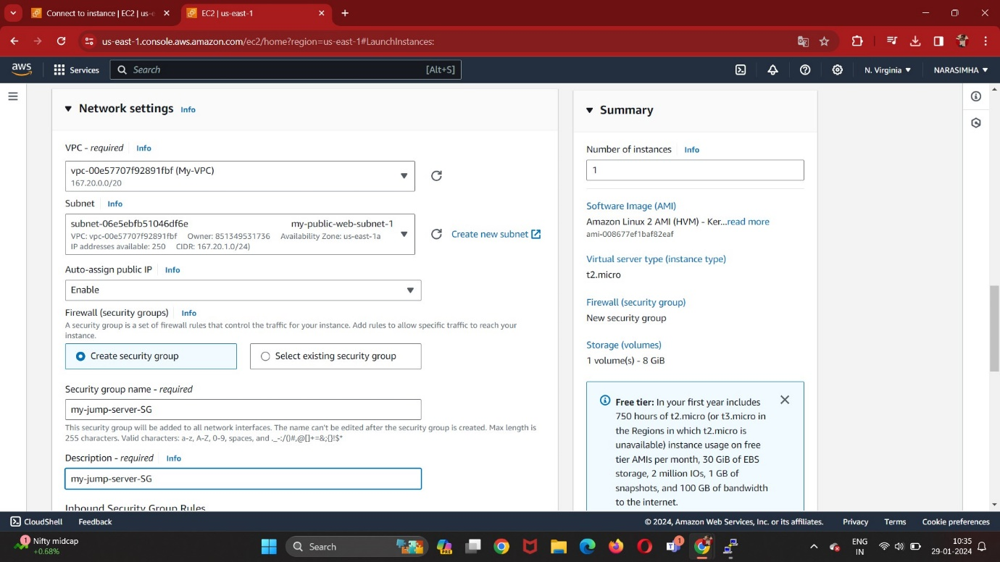 Connect to instance | EC2 | us-e
EC2 | us-east-1
us-east-1.console.aws.amazon.com/ec2/home?region=us-east-1#LaunchInstances:
aws
Services
Search
[Alt+S]
N. Virginia
NARASIMHA
Network settings Info
VPC - required Info
vpc-00e57707f92891fbf (My-VPC)
167.20.0.0/20
Subnet Info
subnet-06e5ebfb51046df6e my-public-web-subnet-1
VPC: vpc-00e57707f92891fbf Owner: 851349531736 Availability Zone: us-east-1a
IP addresses available: 250 CIDR: 167.20.1.0/24)
Create new subnet
Auto-assign public IP Info
Enable
Firewall (security groups) Info
A security group is a set of firewall rules that control the traffic for your instance. Add rules to allow specific traffic to reach your
instance.
Create security group
Select existing security group
Security group name - required
my-jump-server-SG
This security group will be added to all network interfaces. The name can't be edited after the security group is created. Max length is
255 characters. Valid characters: a-z, A-Z, 0-9, spaces, and ._-:/()#,@[]+=&;{}!$*
Description - required Info
my-jump-server-SG
Inbound Security Group Rules
Summary
Number of instances Info
1
Software Image (AMI)
Amazon Linux 2 AMI (HVM) - Ker...read more
ami-008677ef1baf82eaf
Virtual server type (instance type)
t2.micro
Firewall (security group)
New security group
Storage (volumes)
1 volume(s) - 8 GiB
Free tier: In your first year includes
750 hours of t2.micro (or t3.micro in
the Regions in which t2.micro is
unavailable) instance usage on free
tier AMIs per month, 30 GiB of EBS
storage, 2 million IOs, 1 GB of
snapshots, and 100 GB of bandwidth
to the internet.
CloudShell
Feedback
© 2024, Amazon Web Services, Inc. or its affiliates.
Privacy
Terms
Cookie preferences
1
Nifty midcap
+0.68%
Search
PRE
1
ENG
IN
10:35
29-01-2024